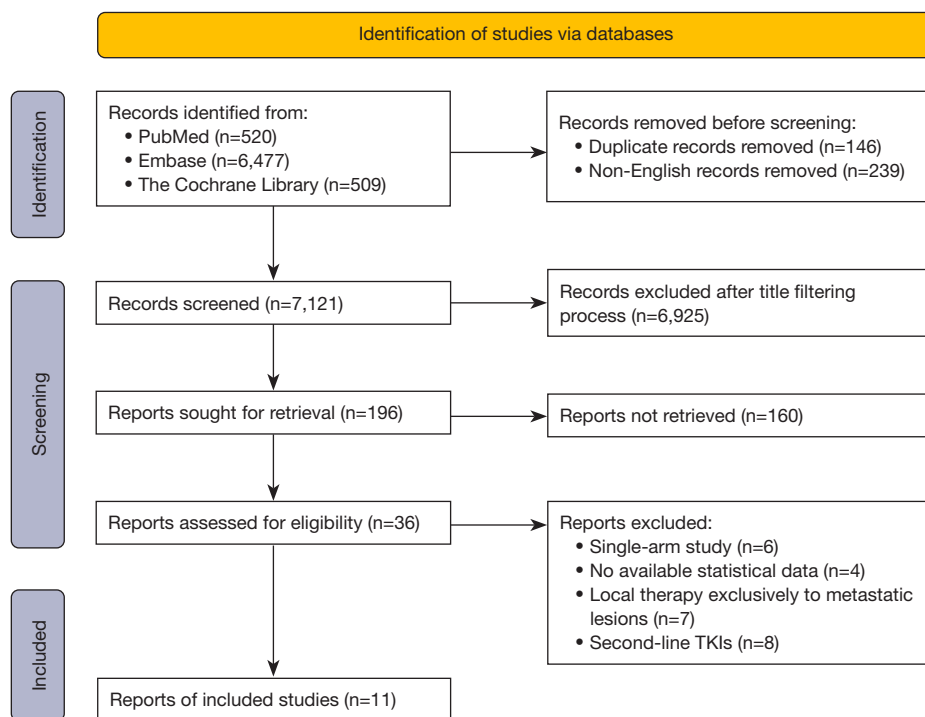 Identification of studies via databases
Identification
Records identified from:
• PubMed (n=520)
• Embase (n=6,477)
• The Cochrane Library (n=509)
Records removed before screening:
• Duplicate records removed (n=146)
• Non-English records removed (n=239)
Screening
Records screened (n=7,121)
Records excluded after title filtering
process (n=6,925)
Reports sought for retrieval (n=196)
Reports not retrieved (n=160)
Reports assessed for eligibility (n=36)
Reports excluded:
• Single-arm study (n=6)
• No available statistical data (n=4)
• Local therapy exclusively to metastatic
lesions (n=7)
• Second-line TKIs (n=8)
Included
Reports of included studies (n=11)